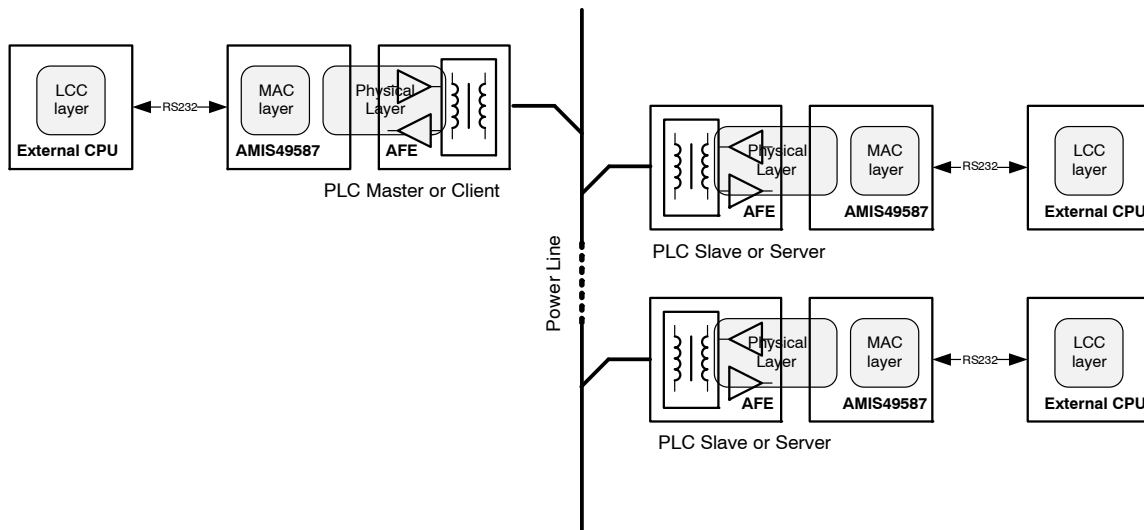 LCC
layer
External CPU
RS232
MAC
layer
AMIS49587
Physical
Layer
AFE
PLC Master or Client
Power Line
Physical
Layer
AFE
MAC
layer
AMIS49587
RS232
LCC
layer
External CPU
PLC Slave or Server
Physical
Layer
AFE
MAC
layer
AMIS49587
RS232
LCC
layer
External CPU
PLC Slave or Server